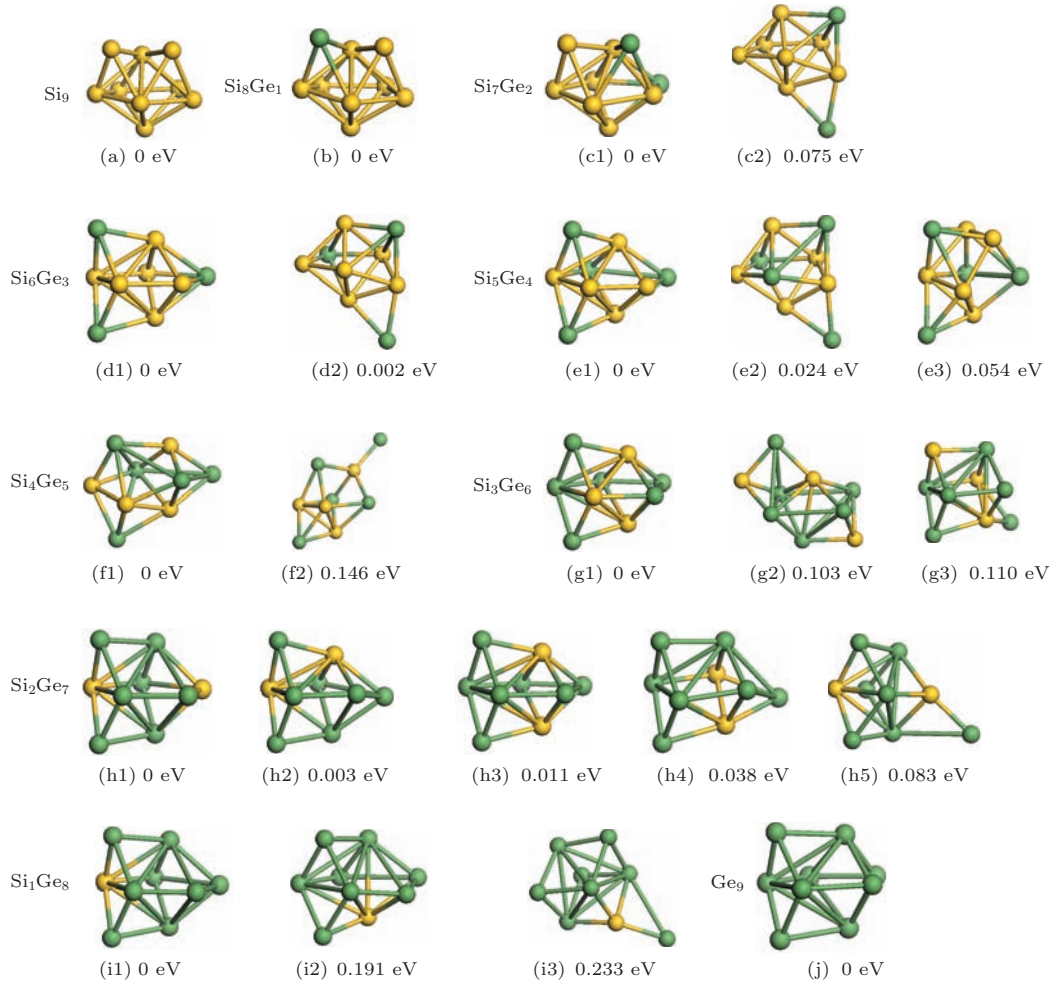 Si₉ Si₈Ge₁ Si₇Ge₂
(a) 0 eV (b) 0 eV (c1) 0 eV (c2) 0.075 eV
Si₆Ge₃ Si₅Ge₄
(d1) 0 eV (d2) 0.002 eV (e1) 0 eV (e2) 0.024 eV (e3) 0.054 eV
Si₄Ge₅ Si₃Ge₆
(f1) 0 eV (f2) 0.146 eV (g1) 0 eV (g2) 0.103 eV (g3) 0.110 eV
Si₂Ge₇
(h1) 0 eV (h2) 0.003 eV (h3) 0.011 eV (h4) 0.038 eV (h5) 0.083 eV
Si₁Ge₈ Ge₉
(i1) 0 eV (i2) 0.191 eV (i3) 0.233 eV (j) 0 eV